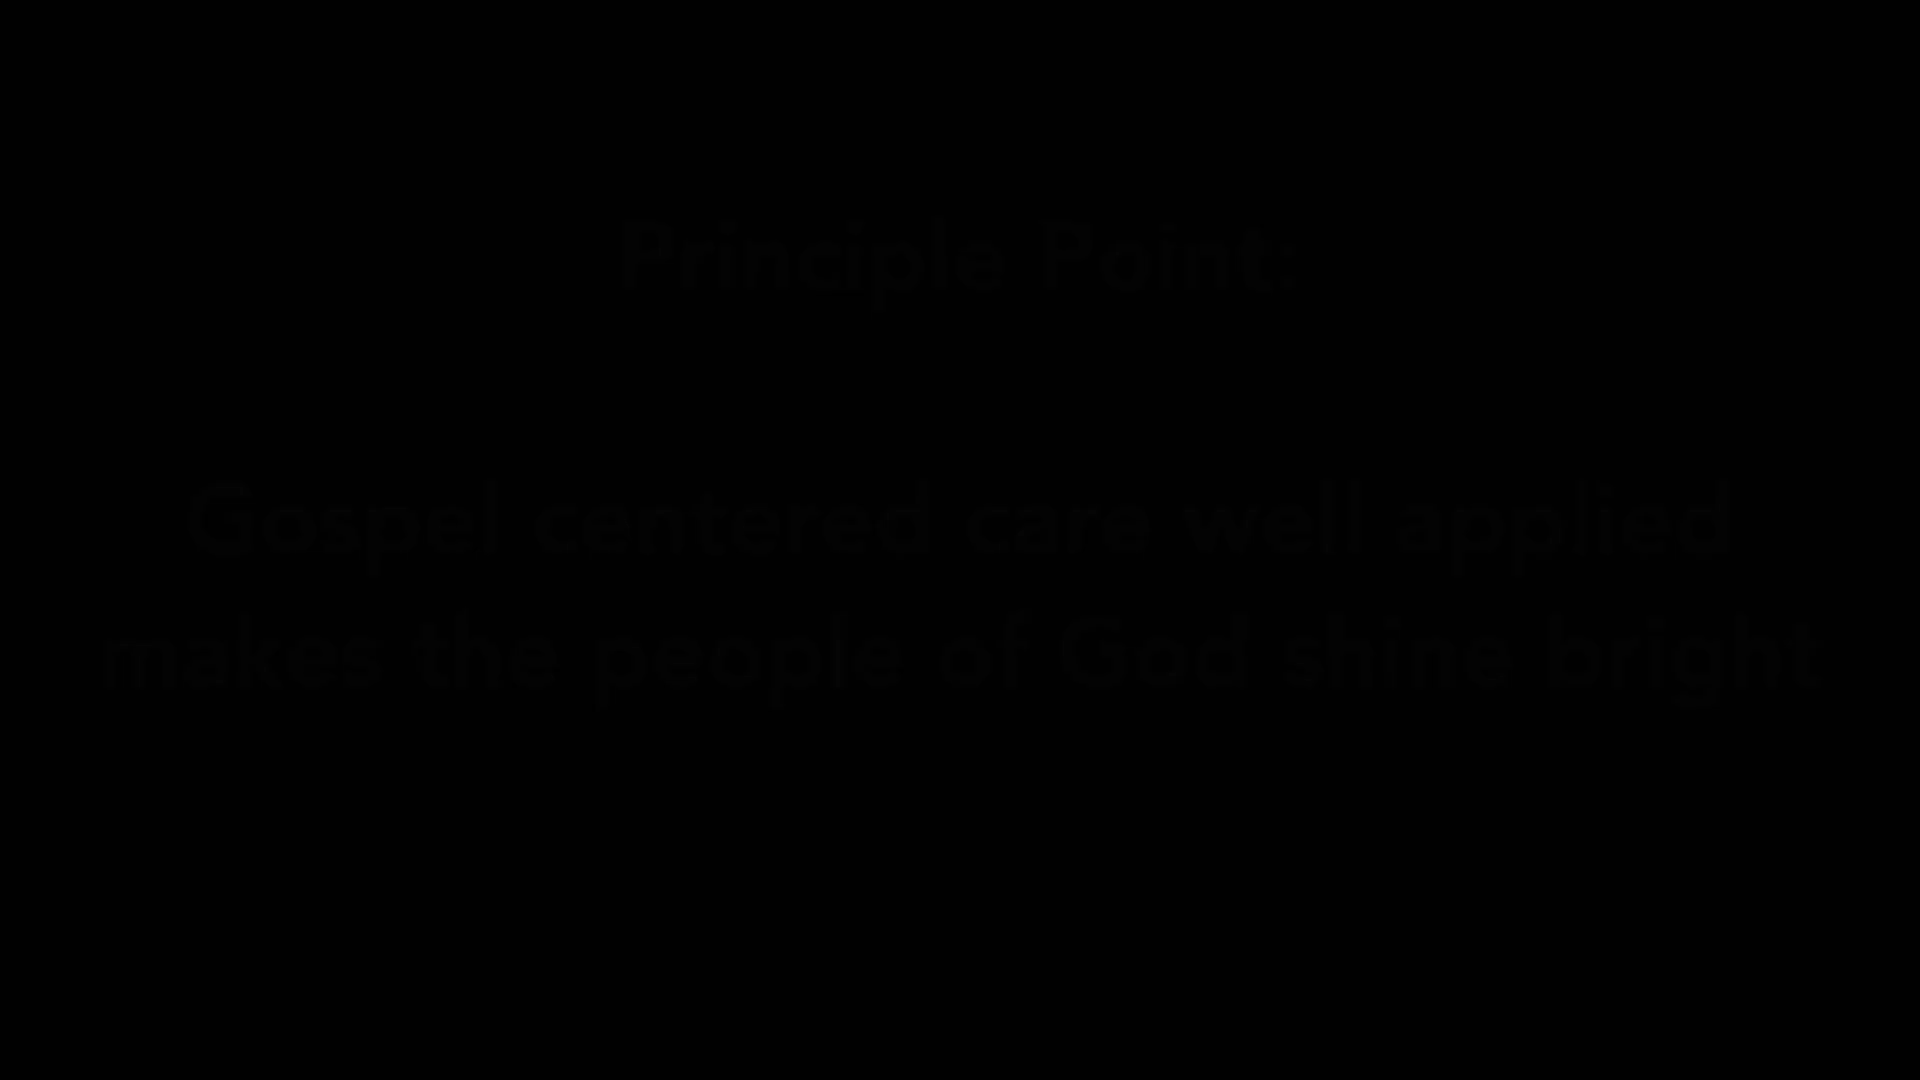 Principle Point:
Gospel centered care well applied
makes the people of God shine bright